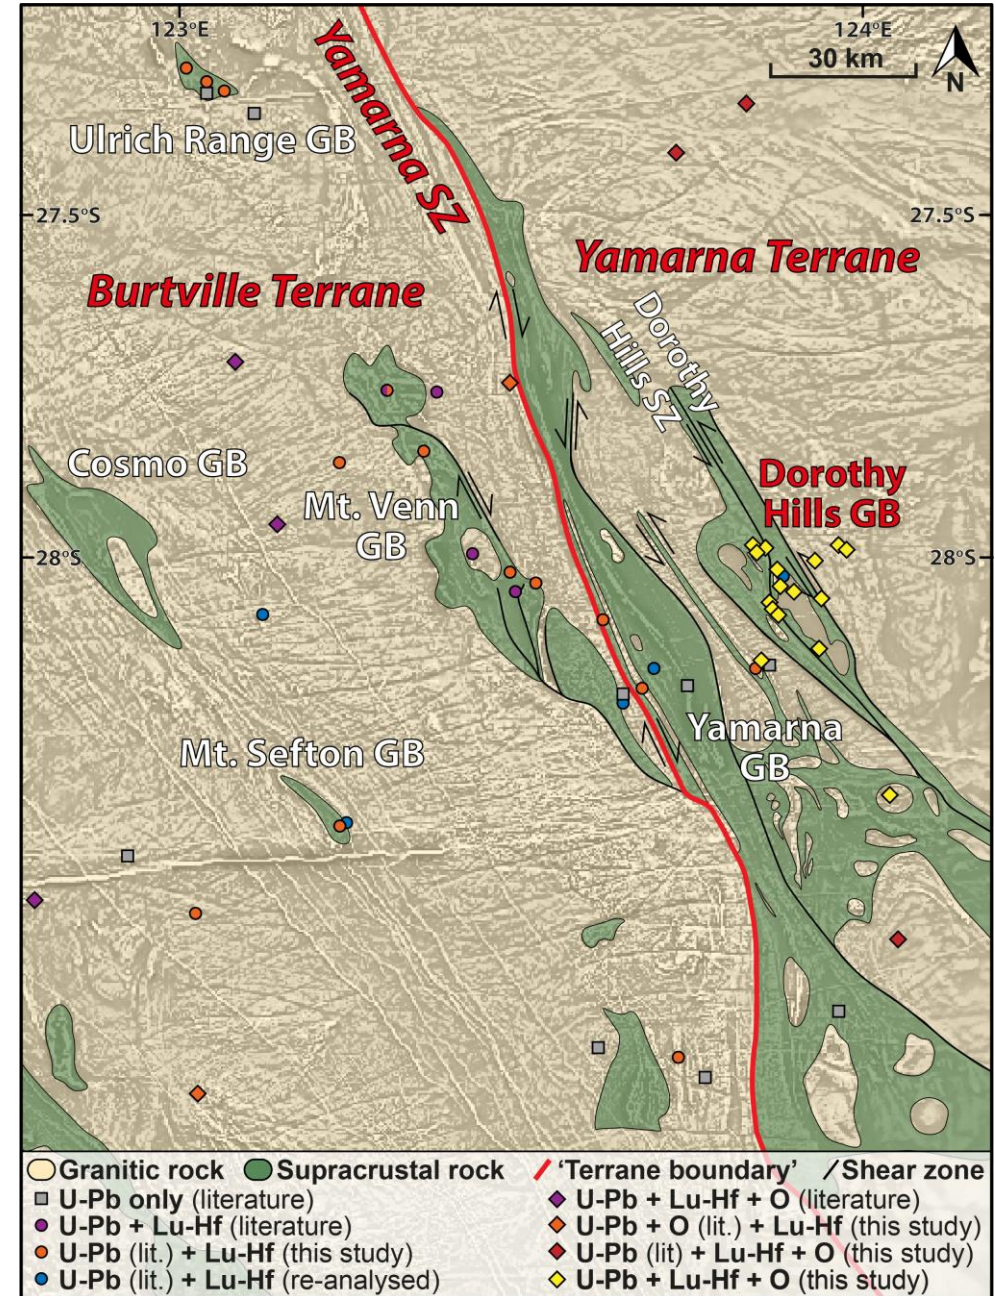 123°E
124°E
30 km
N
Yamarna SZ
Ulrich Range GB
27.5°S
27.5°S
Yamarna Terrane
Burtville Terrane
Dorothy
Hills SZ
Cosmo GB
Dorothy
Hills GB
Mt. Venn
GB
28°S
28°S
Yamarna
GB
Mt. Sefton GB
Granitic rock
Supracrustal rock
‘Terrane boundary’
Shear zone
U-Pb only (literature)
U-Pb + Lu-Hf (literature)
U-Pb (lit.) + Lu-Hf (this study)
U-Pb (lit.) + Lu-Hf (re-analysed)
U-Pb + Lu-Hf + O (literature)
U-Pb + O (lit.) + Lu-Hf (this study)
U-Pb (lit) + Lu-Hf + O (this study)
U-Pb + Lu-Hf + O (this study)